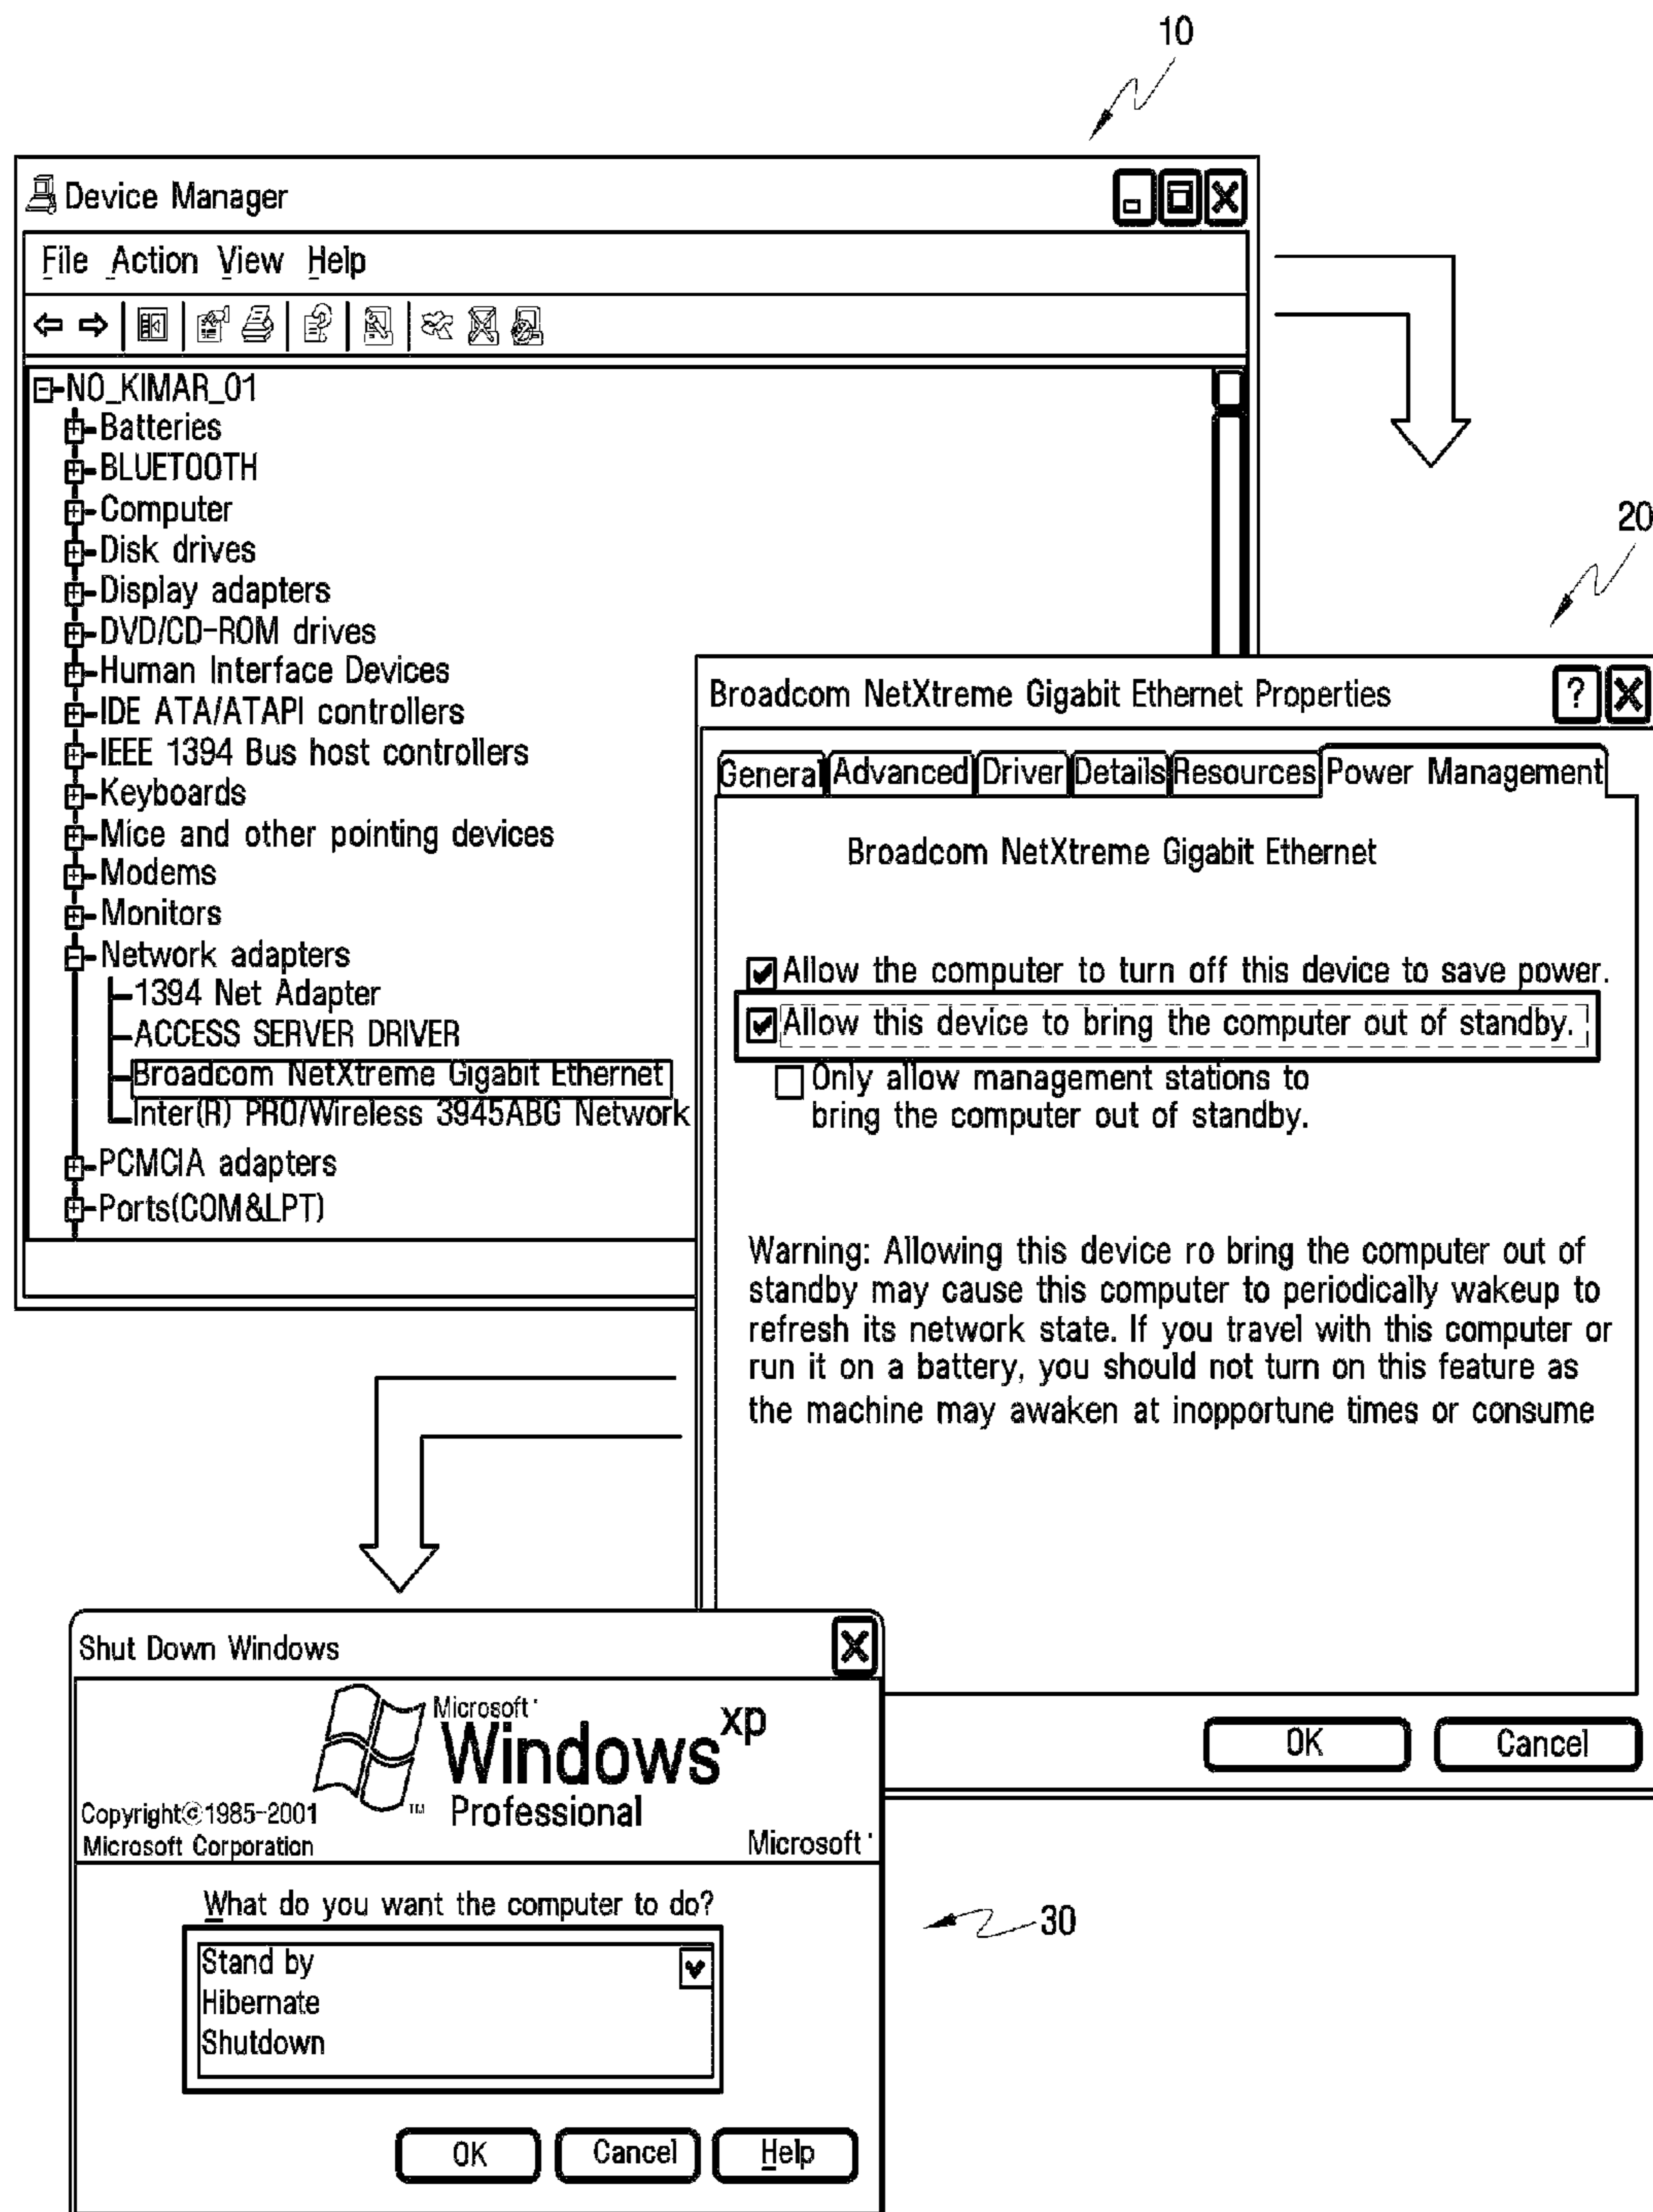 10
Device Manager
File Action View Help
NO_KIMAR_01
Batteries
BLUETOOTH
Computer
Disk drives
Display adapters
DVD/CD-ROM drives
Human Interface Devices
IDE ATA/ATAPI controllers
IEEE 1394 Bus host controllers
Keyboards
Mice and other pointing devices
Modems
Monitors
Network adapters
1394 Net Adapter
ACCESS SERVER DRIVER
Broadcom NetXtreme Gigabit Ethernet
Inter(R) PRO/Wireless 3945ABG Network
PCMCIA adapters
Ports(COM&LPT)
20
Broadcom NetXtreme Gigabit Ethernet Properties
General Advanced Driver Details Resources Power Management
Broadcom NetXtreme Gigabit Ethernet
Allow the computer to turn off this device to save power.
Allow this device to bring the computer out of standby.
Only allow management stations to
bring the computer out of standby.
Warning: Allowing this device ro bring the computer out of
standby may cause this computer to periodically wakeup to
refresh its network state. If you travel with this computer or
run it on a battery, you should not turn on this feature as
the machine may awaken at inopportune times or consume
OK Cancel
Shut Down Windows
Microsoft
Windows xp
Professional
TM
Copyright©1985-2001
Microsoft Corporation
Microsoft
What do you want the computer to do?
Stand by
Hibernate
Shutdown
OK Cancel Help
30